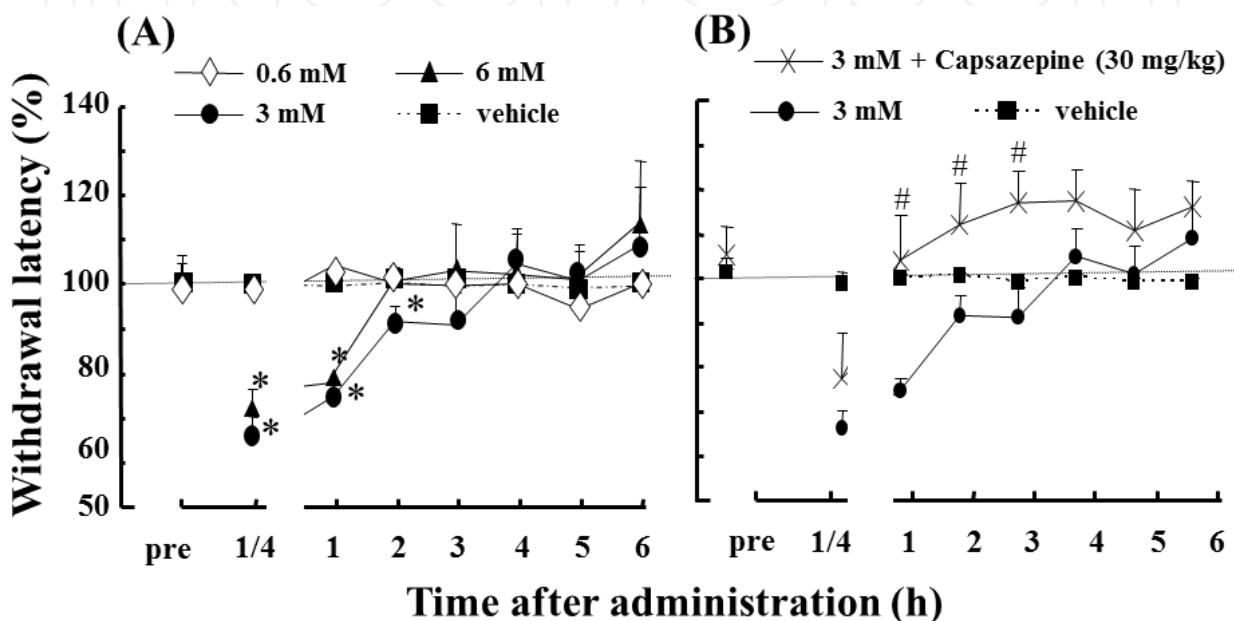 (A)
0.6 mM
6 mM
3 mM
vehicle
(B)
3 mM + Capsazepine (30 mg/kg)
3 mM
vehicle
Withdrawal latency (%)
140
120
100
80
60
50
*
*
*
*
*
#
#
#
pre
1/4
1
2
3
4
5
6
pre
1/4
1
2
3
4
5
6
Time after administration (h)